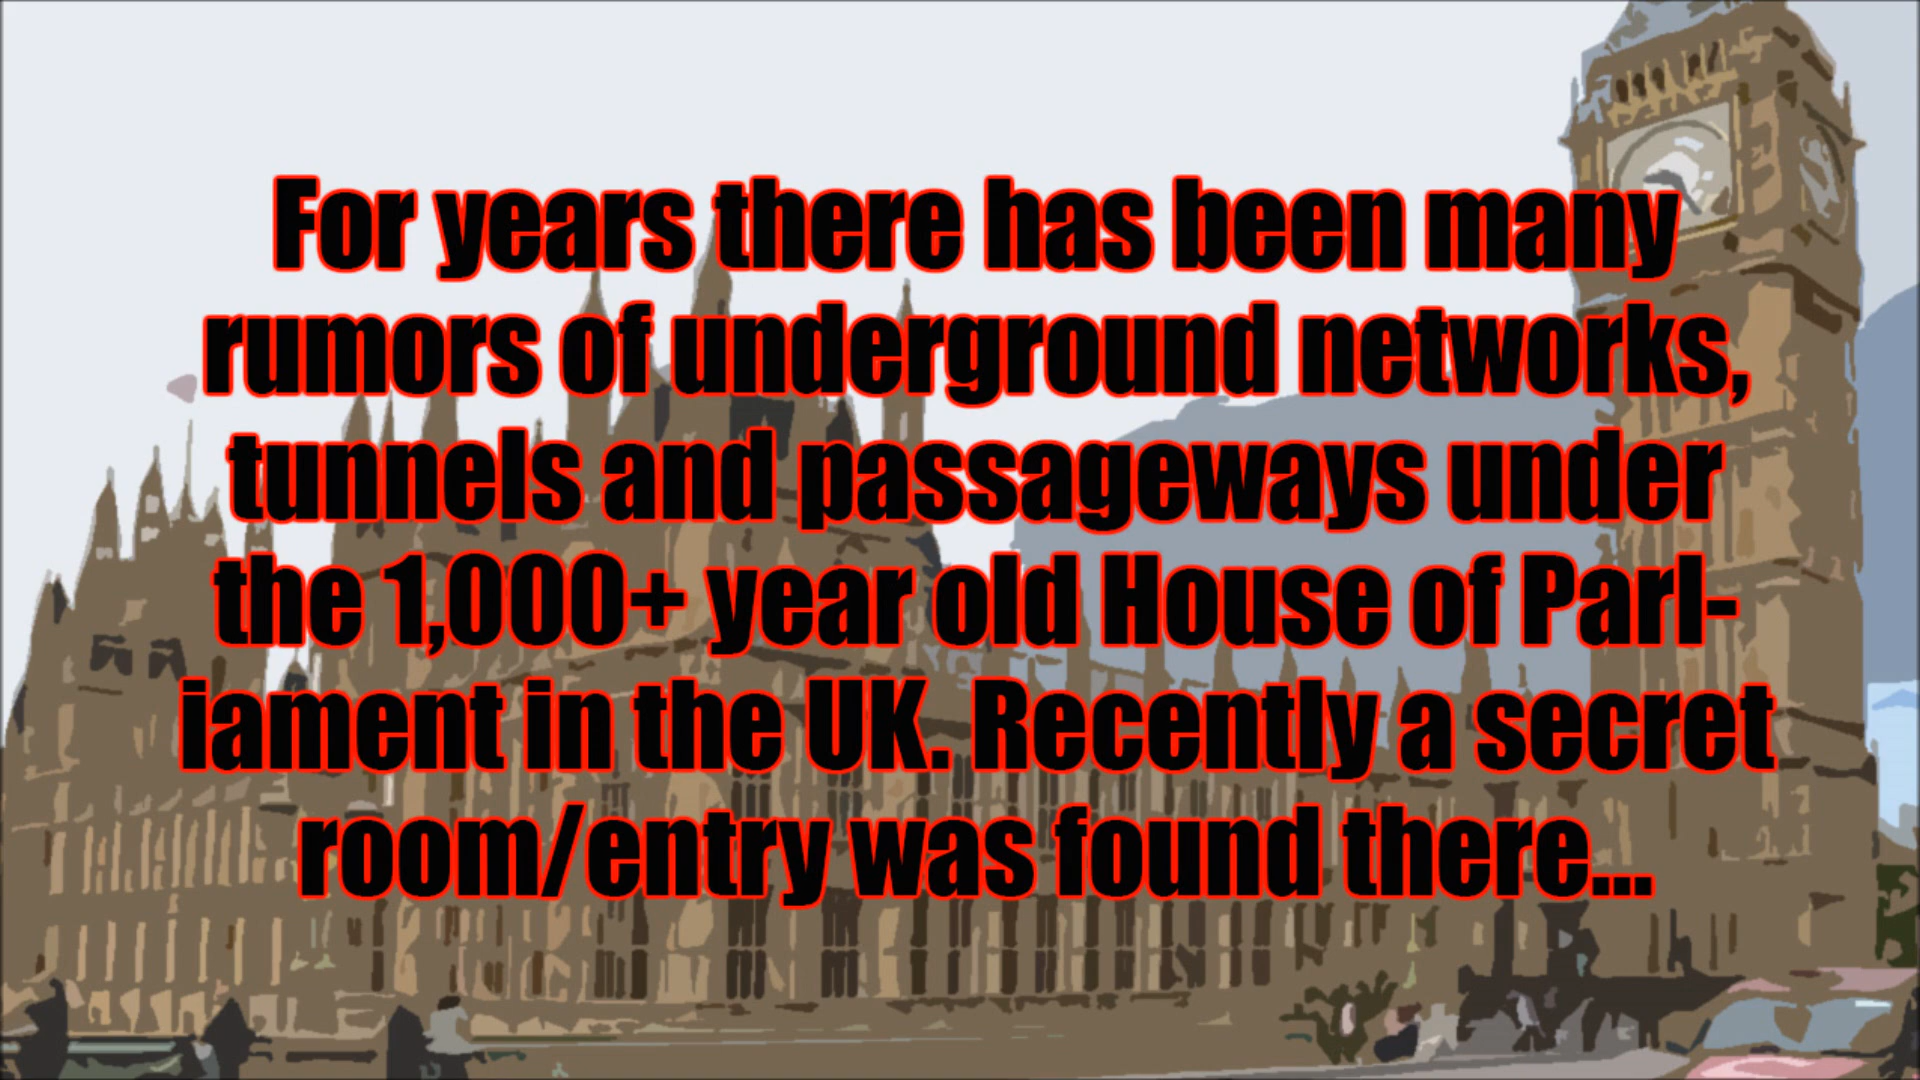 For years there has been many
rumors of underground networks,
tunnels and passageways under
the 1,000+ year old House of Parl-
iament in the UK. Recently a secret
room/entry was found there...